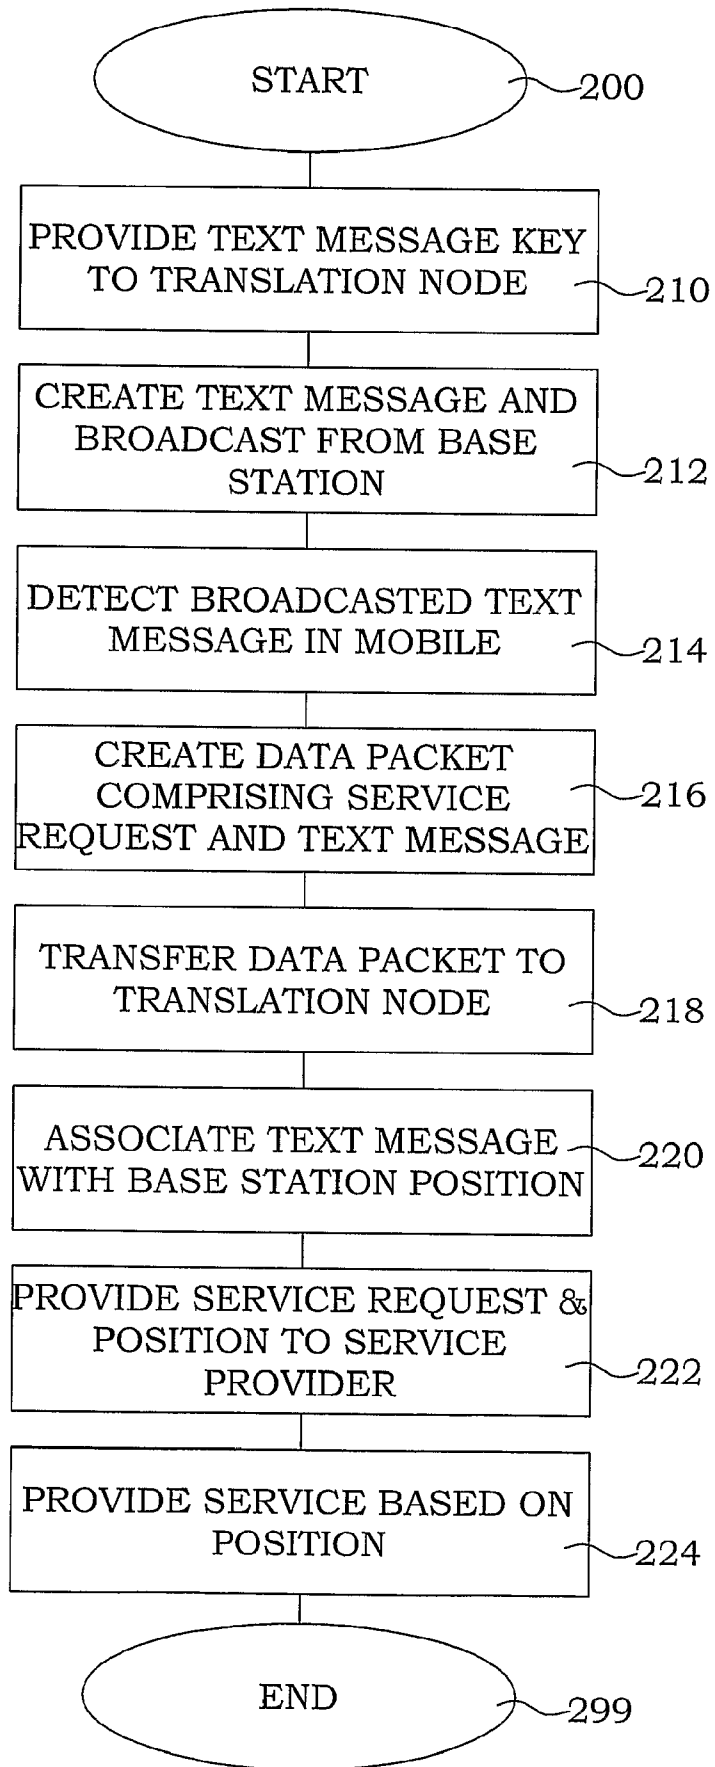 START
200
PROVIDE TEXT MESSAGE KEY
TO TRANSLATION NODE
210
CREATE TEXT MESSAGE AND
BROADCAST FROM BASE
STATION
212
DETECT BROADCASTED TEXT
MESSAGE IN MOBILE
214
CREATE DATA PACKET
COMPRISING SERVICE
REQUEST AND TEXT MESSAGE
216
TRANSFER DATA PACKET TO
TRANSLATION NODE
218
ASSOCIATE TEXT MESSAGE
WITH BASE STATION POSITION
220
PROVIDE SERVICE REQUEST &
POSITION TO SERVICE
PROVIDER
222
PROVIDE SERVICE BASED ON
POSITION
224
END
299